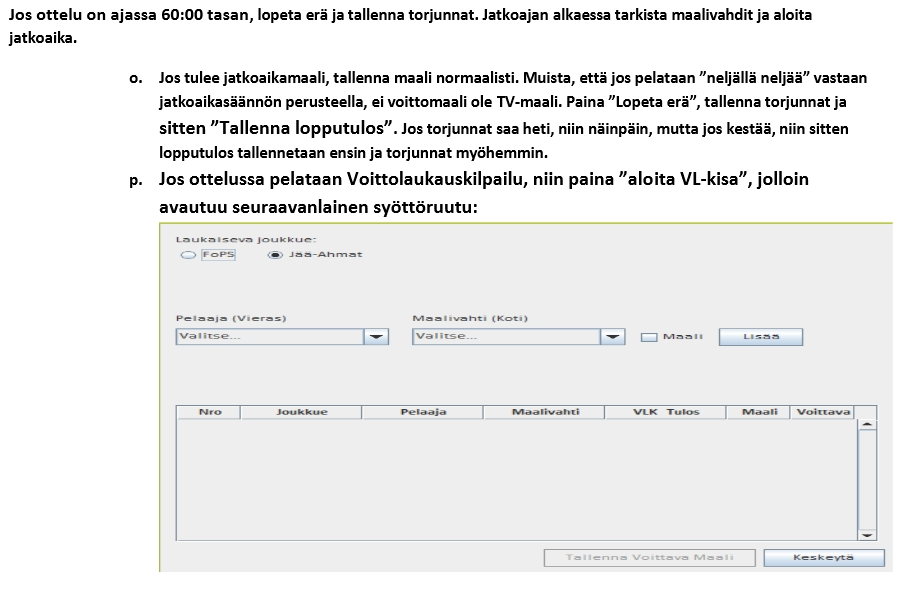 Jos ottelu on ajassa 60:00 tasan, lopeta erä ja tallenna torjunnat. Jatkoajan alkaessa tarkista maalivahdit ja aloita
jatkoaika.
o. Jos tulee jatkoaikamaali, tallenna maali normaalisti. Muista, että jos pelataan ”neljällä neljää” vastaan
jatkoaikasäännön perusteella, ei voittomaali ole TV-maali. Paina ”Lopeta erä”, tallenna torjunnat ja
sitten ”Tallenna lopputulos”. Jos torjunnat saa heti, niin näinpäin, mutta jos kestää, niin sitten
lopputulos tallennetaan ensin ja torjunnat myöhemmin.
p. Jos ottelussa pelataan Voittolaukauskilpailu, niin paina ”aloita VL-kisa”, jolloin
avautuu seuraavanlainen syöttöruutu:
Laukaiseva joukkue:
FoPS Jää-Ahmat
Pelaaja (Vieras) Maalivahti (Koti)
Valitse... Valitse... Maali Lisää
Nro Joukkue Pelaaja Maalivahti VLK Tulos Maali Voittava
Tallenna Voittava Maali Keskeytä